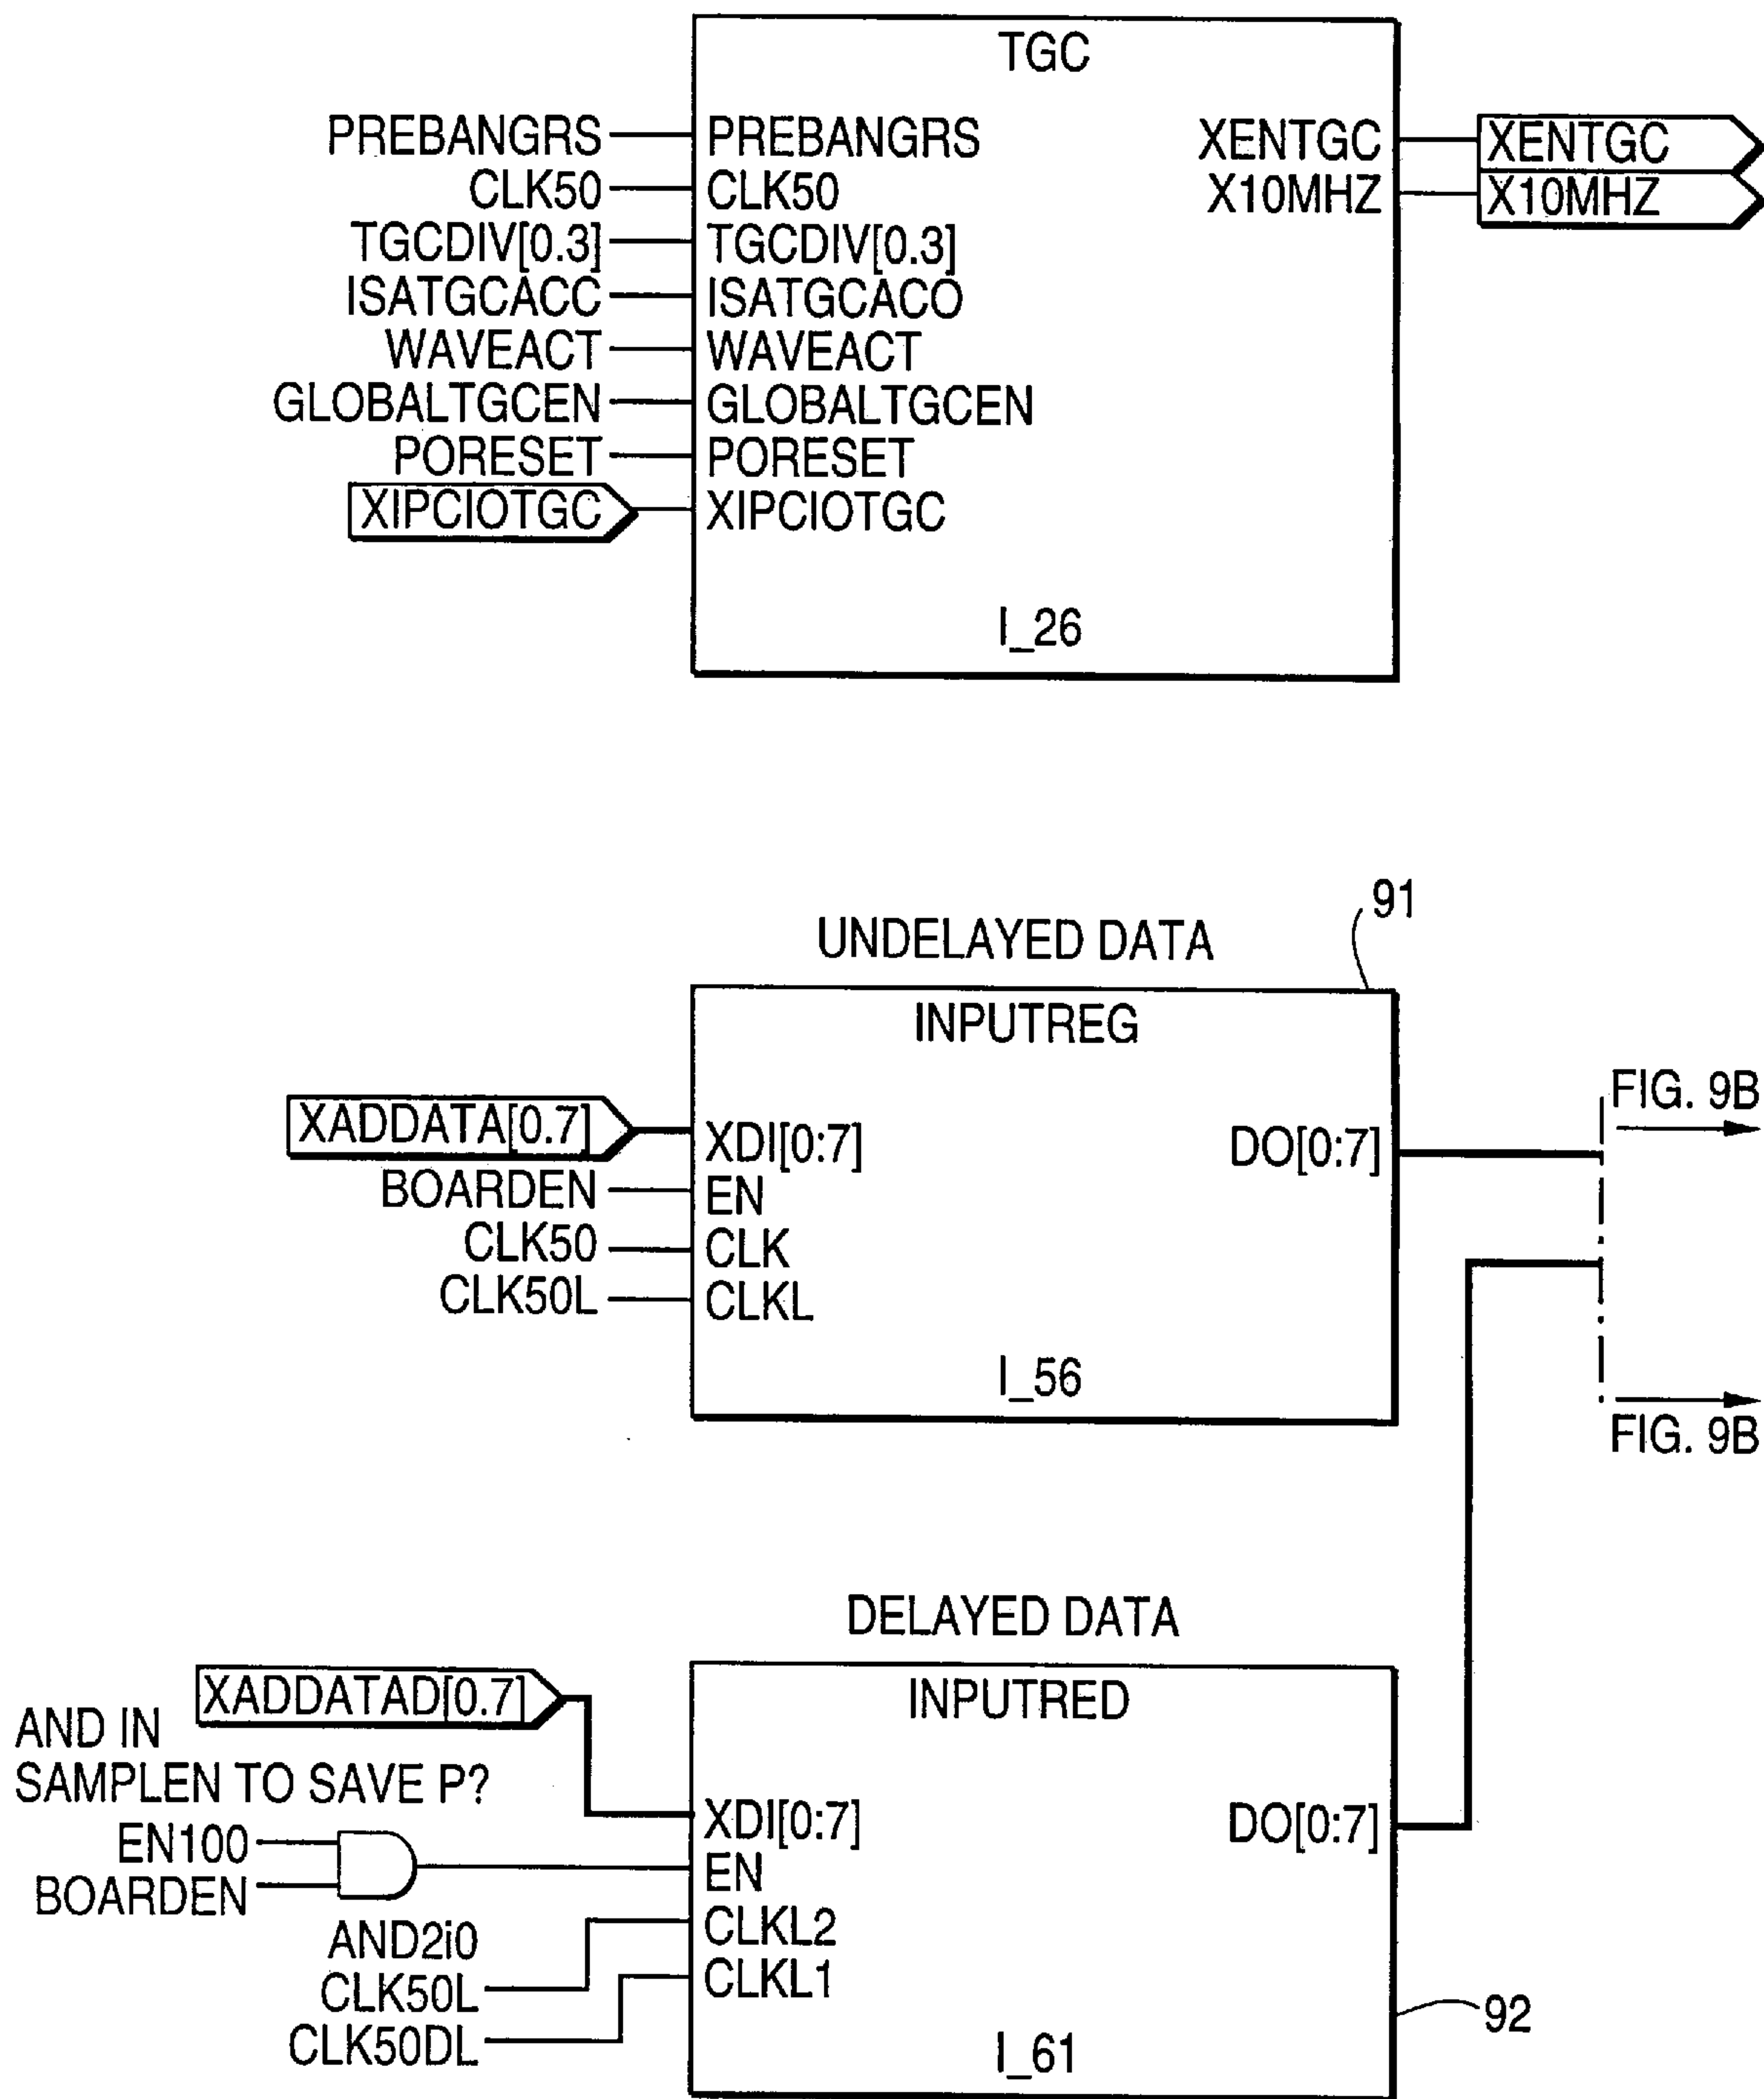 TGC
PREBANGRS PREBANGRS XENTGC XENTGC
CLK50 CLK50 X10MHZ X10MHZ
TGCDIV[0.3] TGCDIV[0.3]
ISATGCACC ISATGCACO
WAVEACT WAVEACT
GLOBALTGCEN GLOBALTGCEN
PORESET PORESET
XIPCIOTGC XIPCIOTGC
I_26
91
UNDELAYED DATA
INPUTREG
FIG. 9B
XADDATA[0.7] XDI[0:7] DO[0:7]
BOARDEN EN
CLK50 CLK
CLK50L CLKL
I_56
FIG. 9B
DELAYED DATA
XADDATAD[0.7] INPUTRED
AND IN
SAMPLEN TO SAVE P?
XDI[0:7] DO[0:7]
EN100 EN
BOARDEN
AND2i0 CLKL2
CLK50L CLKL1
CLK50DL
92
I_61